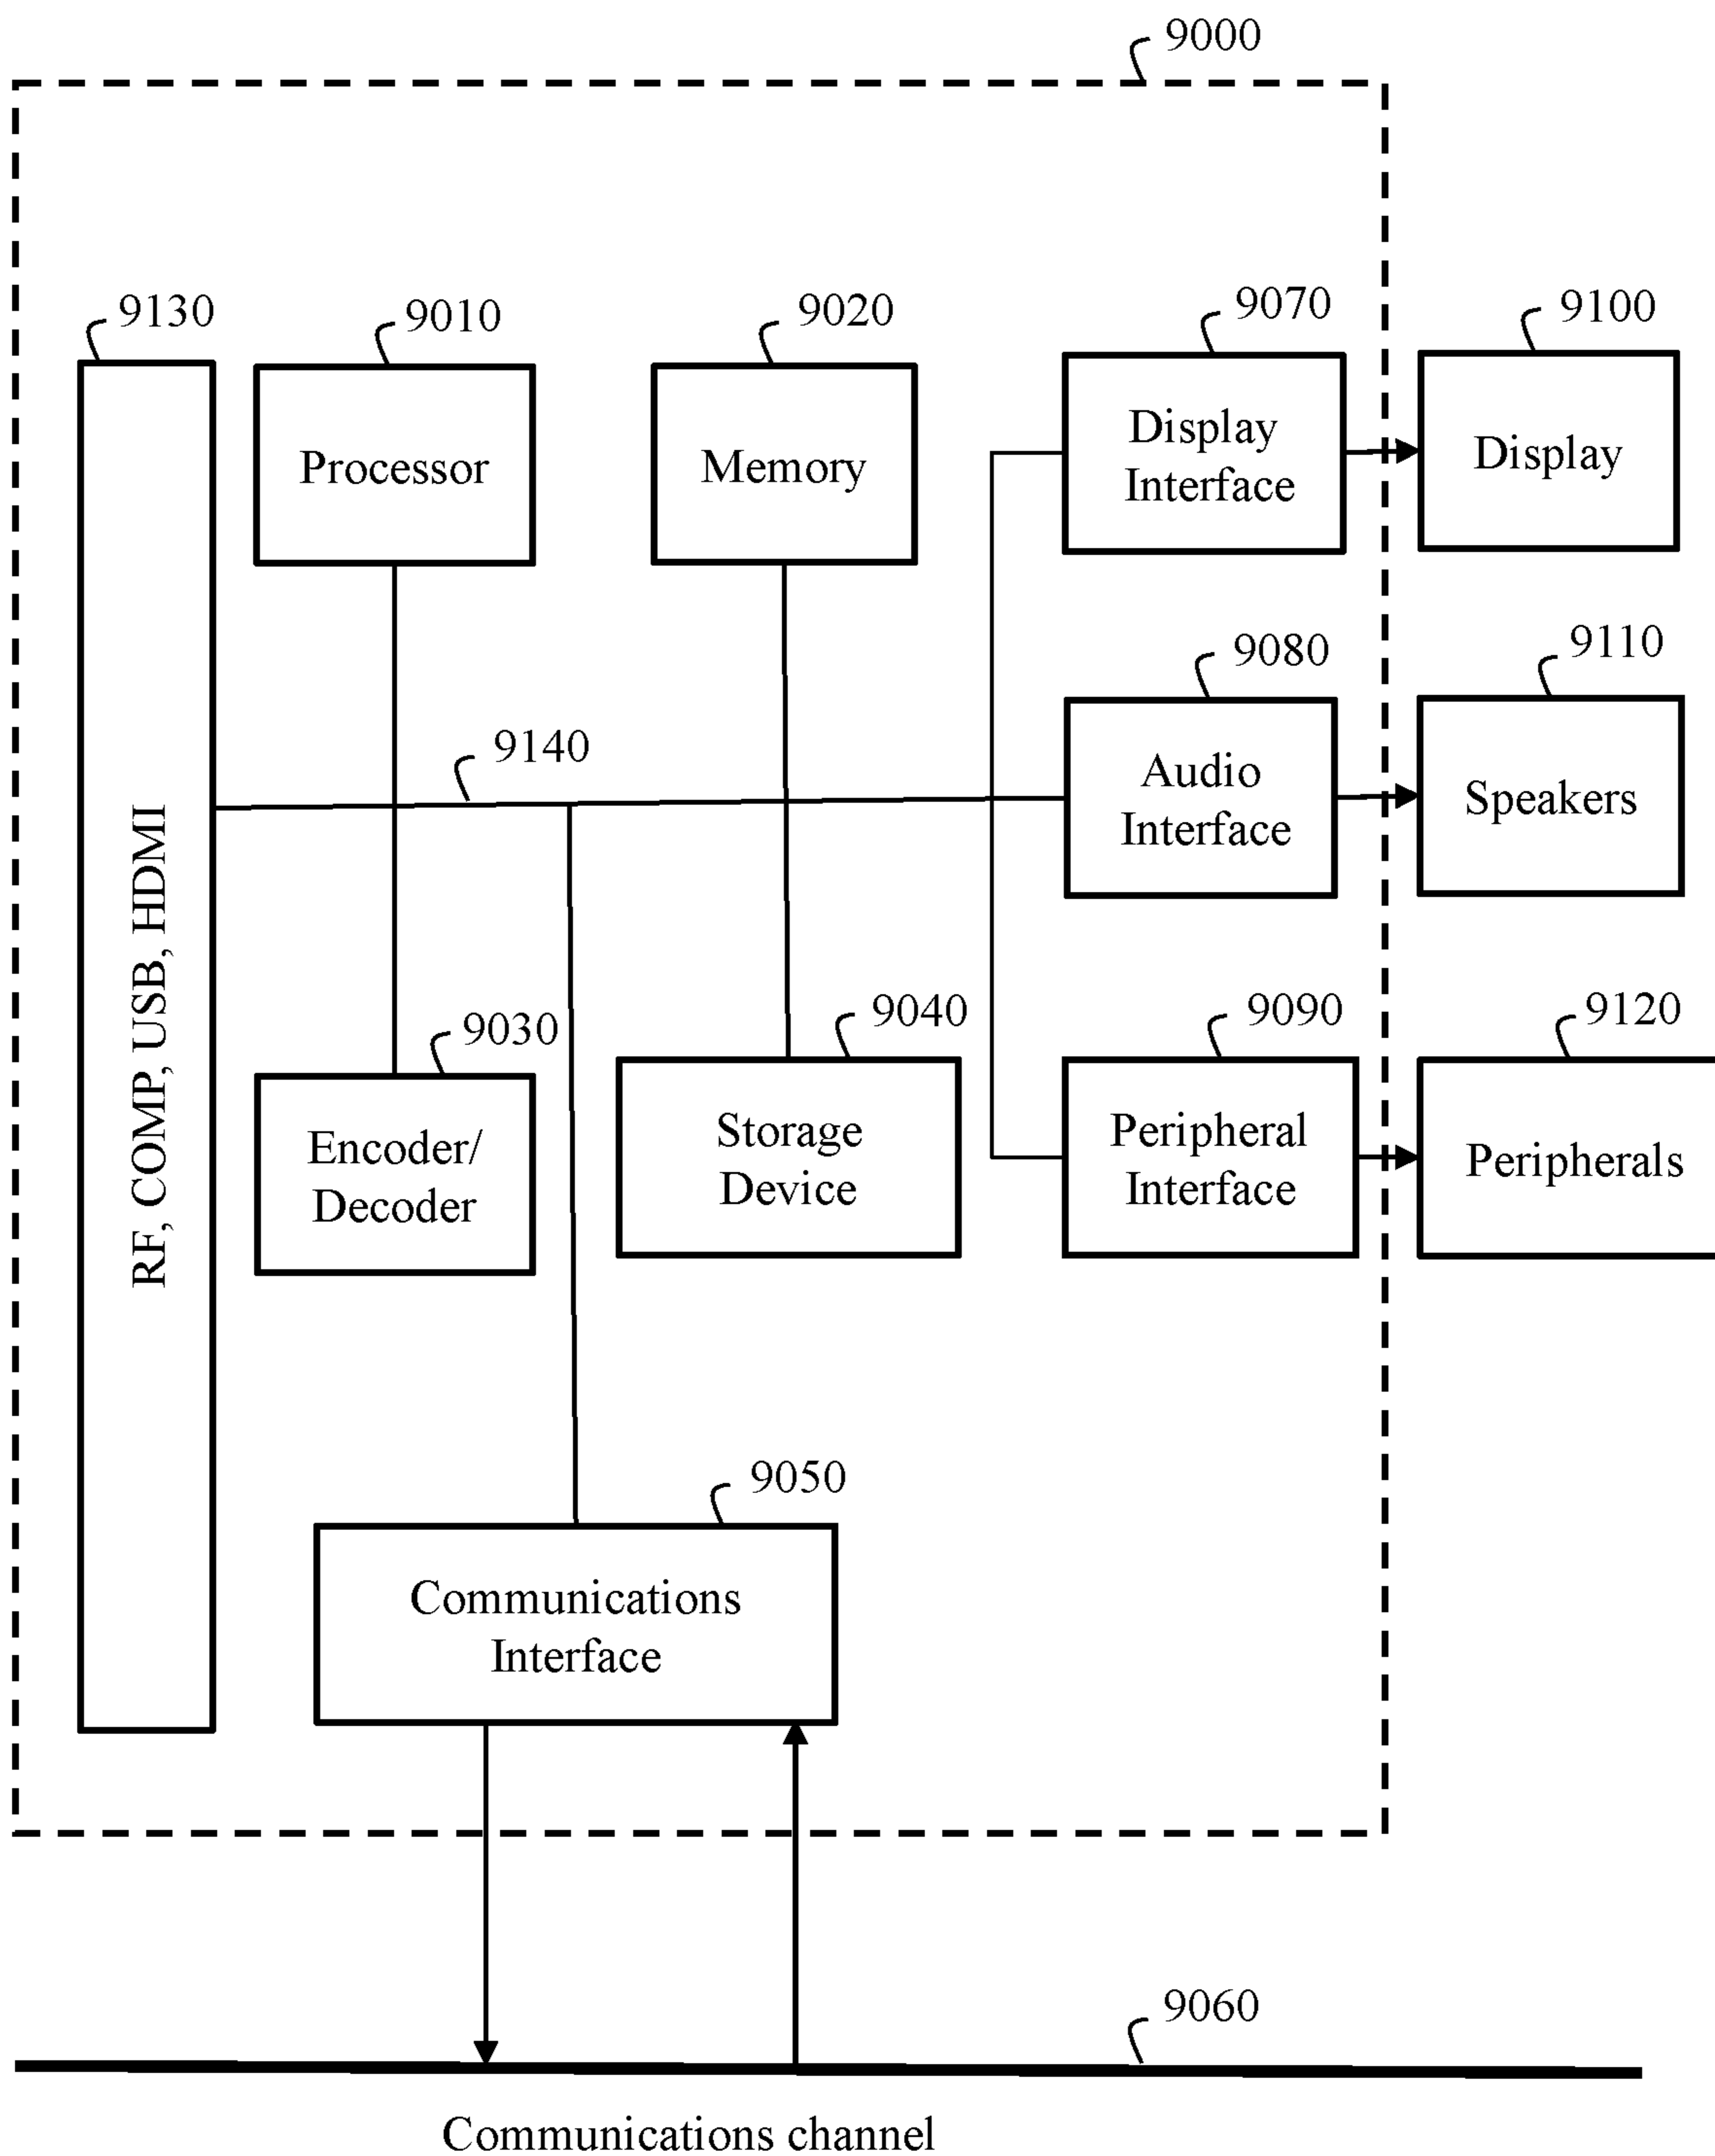 9000
9130
9010
9020
9070
9100
Processor
Memory
Display
Interface
Display
9080
9110
9140
Audio
Interface
Speakers
RF, COMP, USB, HDMI
9030
9040
9090
9120
Encoder/
Decoder
Storage
Device
Peripheral
Interface
Peripherals
9050
Communications
Interface
9060
Communications channel